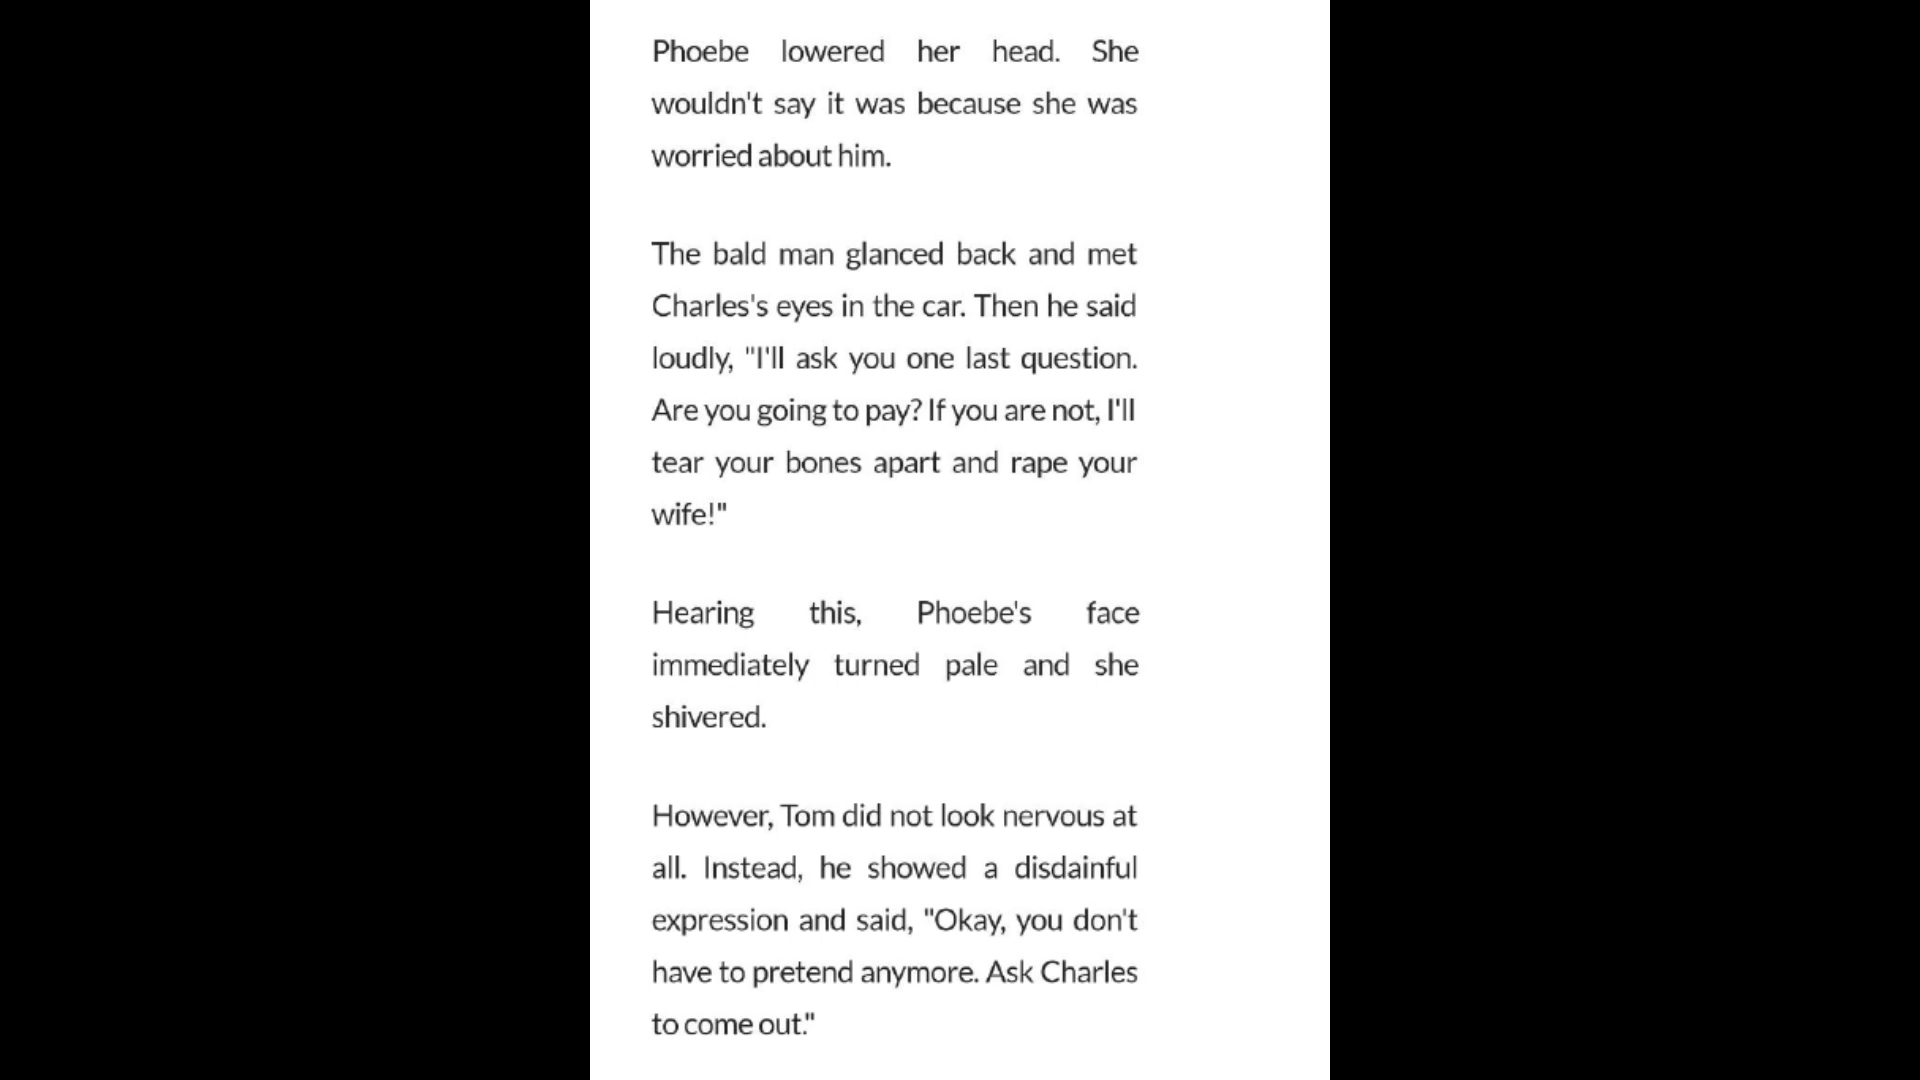 Phoebe lowered her head. She
wouldn't say it was because she was
worried about him.
The bald man glanced back and met
Charles's eyes in the car. Then he said
loudly, "I'll ask you one last question.
Are you going to pay? If you are not, I'll
tear your bones apart and rape your
wife!"
Hearing this, Phoebe's face
immediately turned pale and she
shivered.
However, Tom did not look nervous at
all. Instead, he showed a disdainful
expression and said, "Okay, you don't
have to pretend anymore. Ask Charles
to come out."